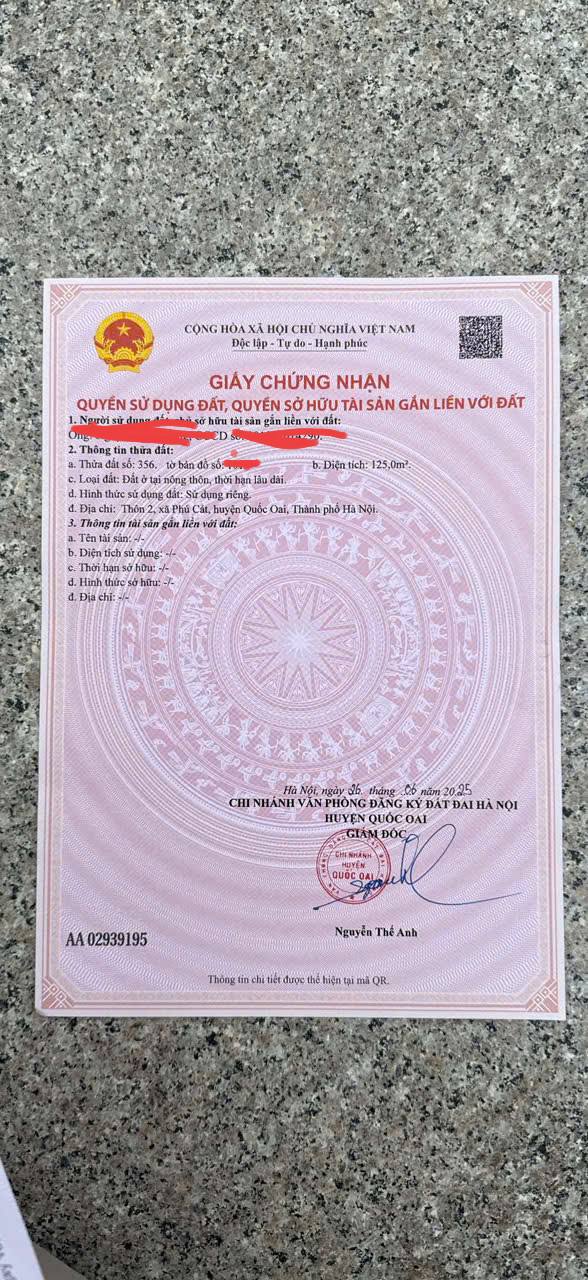 CỘNG HÒA XÃ HỘI CHỦ NGHĨA VIỆT NAM
Độc lập - Tự do - Hạnh phúc
GIẤY CHỨNG NHẬN
QUYỀN SỬ DỤNG ĐẤT, QUYỀN SỞ HỮU TÀI SẢN GẮN LIỀN VỚI ĐẤT
1. Người sử dụng đất, chủ sở hữu tài sản gắn liền với đất:
Ông:
2. Thông tin thửa đất:
a. Thửa đất số: 356, tờ bản đồ số: b. Diện tích: 125,0m².
c. Loại đất: Đất ở tại nông thôn, thời hạn lâu dài.
d. Hình thức sử dụng đất: Sử dụng riêng.
đ. Địa chỉ: Thôn 2, xã Phú Cát, huyện Quốc Oai, Thành phố Hà Nội.
3. Thông tin tài sản gắn liền với đất:
a. Tên tài sản: -/-
b. Diện tích sử dụng: -/-
c. Thời hạn sở hữu: -/-
d. Hình thức sở hữu: -/-
đ. Địa chỉ: -/-
Hà Nội, ngày 26 tháng 06 năm 2025
CHI NHÁNH VĂN PHÒNG ĐĂNG KÝ ĐẤT ĐAI HÀ NỘI
HUYỆN QUỐC OAI
GIÁM ĐỐC
CHI NHÁNH
HUYỆN
QUỐC OAI
Nguyễn Thế Anh
AA 02939195
Thông tin chi tiết được thể hiện tại mã QR.